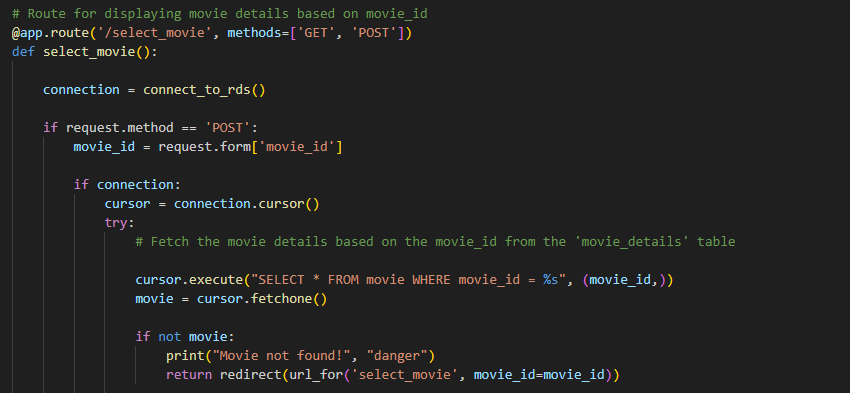 # Route for displaying movie details based on movie_id
@app.route('/select_movie', methods=['GET', 'POST'])
def select_movie():
connection = connect_to_rds()
if request.method == 'POST':
movie_id = request.form['movie_id']
if connection:
cursor = connection.cursor()
try:
# Fetch the movie details based on the movie_id from the 'movie_details' table
cursor.execute("SELECT * FROM movie WHERE movie_id = %s", (movie_id,))
movie = cursor.fetchone()
if not movie:
print("Movie not found!", "danger")
return redirect(url_for('select_movie', movie_id=movie_id))